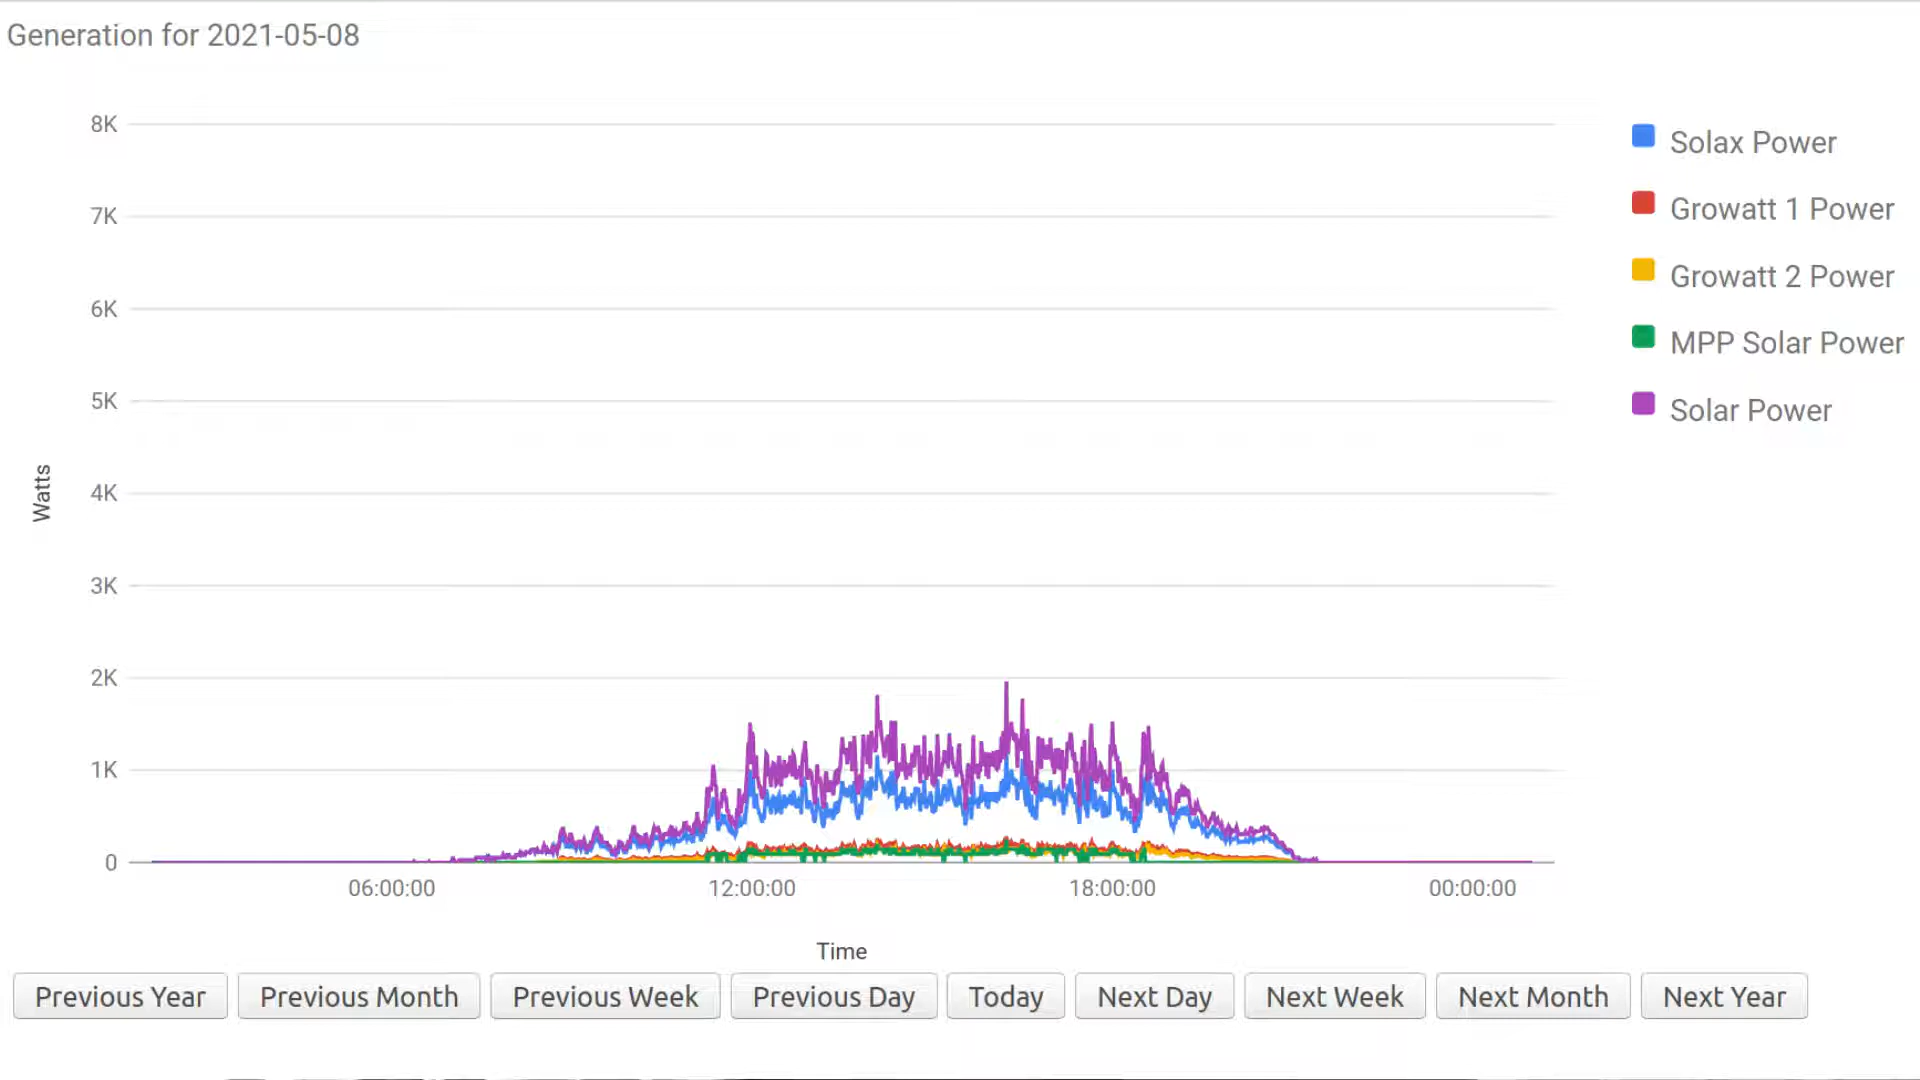 Generation for 2021-05-08
8K
7K
6K
5K
4K
3K
2K
1K
0
Watts
06:00:00
12:00:00
18:00:00
00:00:00
Time
Solax Power
Growatt 1 Power
Growatt 2 Power
MPP Solar Power
Solar Power
Previous Year
Previous Month
Previous Week
Previous Day
Today
Next Day
Next Week
Next Month
Next Year